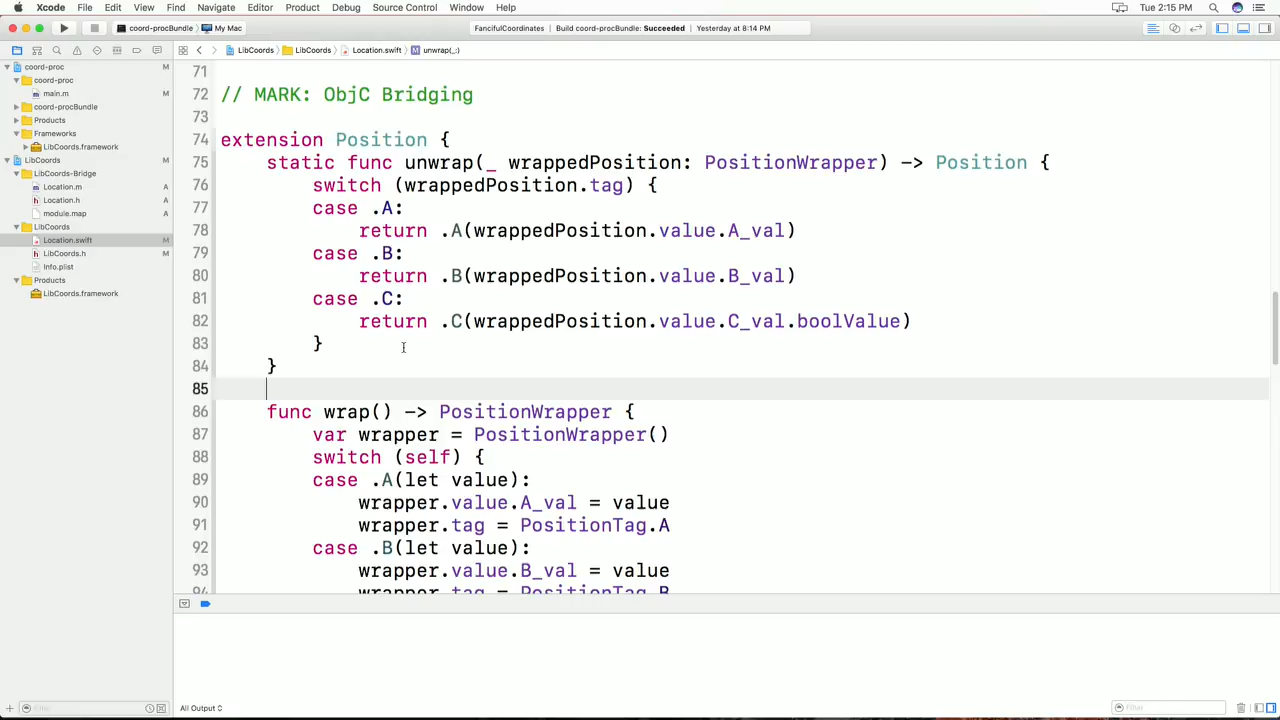 Xcode File Edit View Find Navigate Editor Product Debug Source Control Window Help Tue 2:15 PM
coord-procBundle My Mac FancifulCoordinates Build coord-procBundle: Succeeded Yesterday at 8:14 PM
LibCoords LibCoords Location.swift M unwrap(_:)
coord-proc M
coord-proc
main.m M
coord-procBundle
Products
Frameworks
LibCoords.framework
LibCoords
LibCoords-Bridge
Location.m A
h Location.h A
module.map A
LibCoords
Location.swift M
h LibCoords.h M
Info.plist
Products
LibCoords.framework
71
72 // MARK: ObjC Bridging
73
74 extension Position {
75 static func unwrap(_ wrappedPosition: PositionWrapper) -> Position {
76 switch (wrappedPosition.tag) {
77 case .A:
78 return .A(wrappedPosition.value.A_val)
79 case .B:
80 return .B(wrappedPosition.value.B_val)
81 case .C:
82 return .C(wrappedPosition.value.C_val.boolValue)
83 }
84 }
85
86 func wrap() -> PositionWrapper {
87 var wrapper = PositionWrapper()
88 switch (self) {
89 case .A(let value):
90 wrapper.value.A_val = value
91 wrapper.tag = PositionTag.A
92 case .B(let value):
93 wrapper.value.B_val = value
94 wrapper.tag = PositionTag.B
Filter All Output Filter